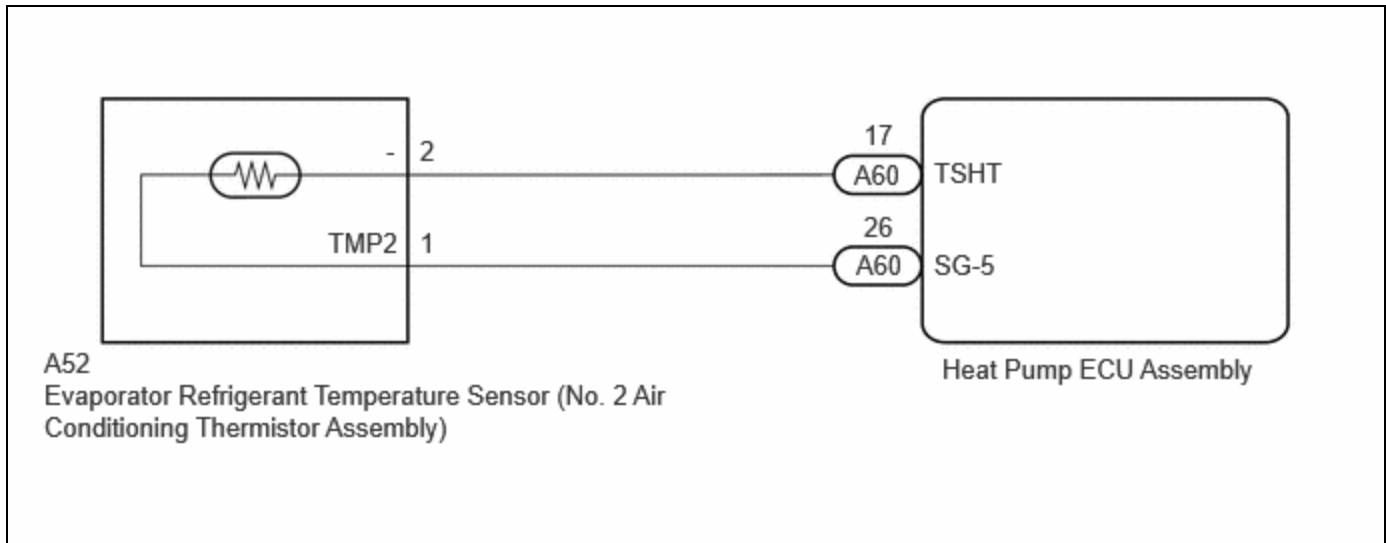 17
- 2
A60 TSHT
26
TMP2 1
A60 SG-5
A52
Evaporator Refrigerant Temperature Sensor (No. 2 Air
Conditioning Thermistor Assembly)
Heat Pump ECU Assembly